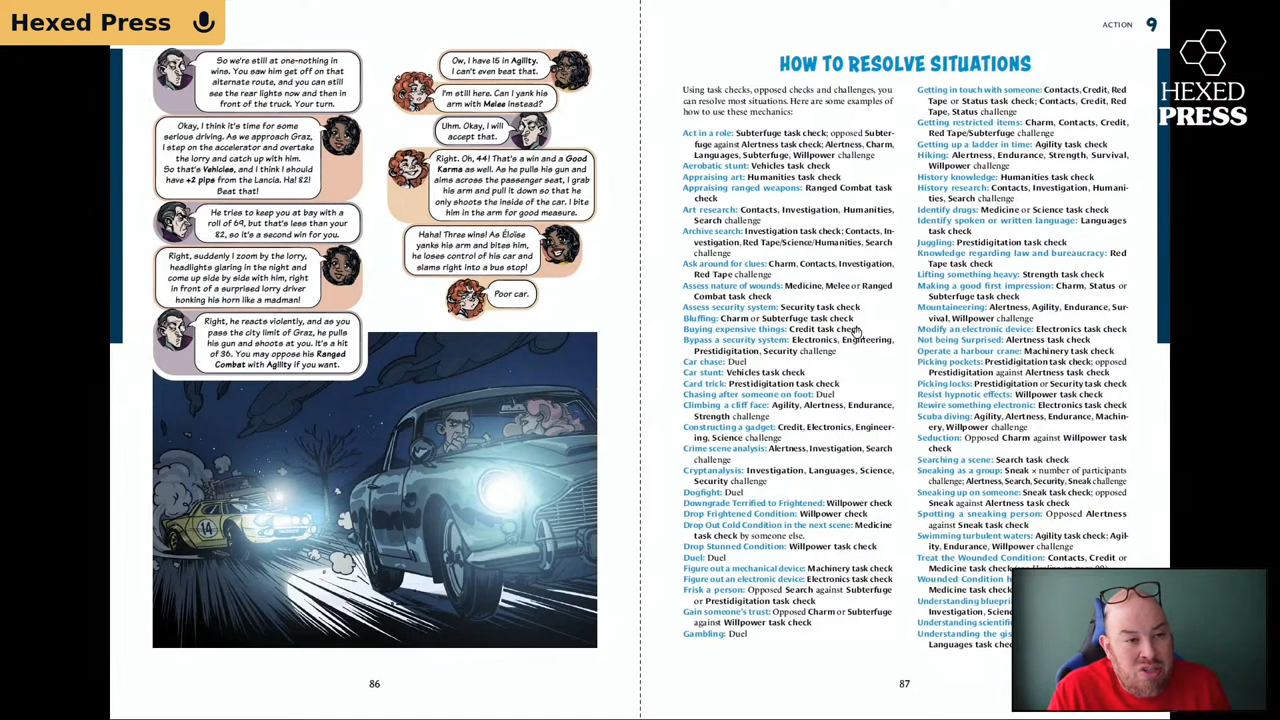 Hexed Press
ACTION 9
HEXED
PRESS
So we're still at one-nothing in
wins. You saw him get off on that
alternate route, and you can still
see the rear lights now and then in
front of the truck. Your turn.
Okay, I think it's time for some
serious driving. As we approach Graz,
I step on the accelerator and overtake
the lorry and catch up with him.
So that's Vehicles, and I think I should
have +2 pips from the Lancia. Ha! 82!
Beat that!
He tries to keep you at bay with a
roll of 64, but that's less than your
82, so it's a second win for you.
Right, suddenly I zoom by the lorry,
headlights glaring in the night and
come up side by side with him, right
in front of a surprised lorry driver
honking his horn like a madman!
Right, he reacts violently, and as you
pass the city limit of Graz, he pulls
his gun and shoots at you. It's a hit
of 36. You may oppose his Ranged
Combat with Agility if you want.
Ow, I have 15 in Agility.
I can't even beat that.
I'm still here. Can I yank his
arm with Melee instead?
Uhm. Okay, I will
accept that.
Right. Oh, 44! That's a win and a Good
Karma as well. As he pulls his gun and
aims across the passenger seat, I grab
his arm and pull it down so that he
only shoots the inside of the car. I bite
him in the arm for good measure.
Haha! Three wins! As Éloïse
yanks his arm and bites him,
he loses control of his car and
slams right into a bus stop!
Poor car.
14
86
HOW TO RESOLVE SITUATIONS
Using task checks, opposed checks and challenges, you
can resolve most situations. Here are some examples of
how to use these mechanics:
Act in a role: Subterfuge task check; opposed Subter-
fuge against Alertness task check; Alertness, Charm,
Languages, Subterfuge, Willpower challenge
Aerobatic stunt: Vehicles task check
Appraising art: Humanities task check
Appraising ranged weapons: Ranged Combat task
check
Art research: Contacts, Investigation, Humanities,
Search challenge
Archive search: Investigation task check; Contacts, In-
vestigation, Red Tape/Science/Humanities, Search
challenge
Ask around for clues: Charm, Contacts, Investigation,
Red Tape challenge
Assess nature of wounds: Medicine, Melee or Ranged
Combat task check
Assess security system: Security task check
Bluffing: Charm or Subterfuge task check
Buying expensive things: Credit task check
Bypass a security system: Electronics, Engineering,
Prestidigitation, Security challenge
Car chase: Duel
Car stunt: Vehicles task check
Card trick: Prestidigitation task check
Chasing after someone on foot: Duel
Climbing a cliff face: Agility, Alertness, Endurance,
Strength challenge
Constructing a gadget: Credit, Electronics, Engineer-
ing, Science challenge
Crime scene analysis: Alertness, Investigation, Search
challenge
Cryptanalysis: Investigation, Languages, Science,
Security challenge
Dogfight: Duel
Downgrade Terrified to Frightened: Willpower check
Drop Frightened Condition: Willpower check
Drop Out Cold Condition in the next scene: Medicine
task check by someone else.
Drop Stunned Condition: Willpower task check
Duel: Duel
Figure out a mechanical device: Machinery task check
Figure out an electronic device: Electronics task check
Frisk a person: Opposed Search against Subterfuge
or Prestidigitation task check
Gain someone's trust: Opposed Charm or Subterfuge
against Willpower task check
Gambling: Duel
Getting in touch with someone: Contacts, Credit, Red
Tape or Status task check; Contacts, Credit, Red
Tape, Status challenge
Getting restricted items: Charm, Contacts, Credit,
Red Tape/Subterfuge challenge
Getting up a ladder in time: Agility task check
Hiking: Alertness, Endurance, Strength, Survival,
Willpower challenge
History knowledge: Humanities task check
History research: Contacts, Investigation, Humani-
ties, Search challenge
Identify drugs: Medicine or Science task check
Identify spoken or written language: Languages
task check
Juggling: Prestidigitation task check
Knowledge regarding law and bureaucracy: Red
Tape task check
Lifting something heavy: Strength task check
Making a good first impression: Charm, Status or
Subterfuge task check
Mountaineering: Alertness, Agility, Endurance, Sur-
vival, Willpower challenge
Modify an electronic device: Electronics task check
Not being Surprised: Alertness task check
Operate a harbour crane: Machinery task check
Picking pockets: Prestidigitation task check; opposed
Prestidigitation against Alertness task check
Picking locks: Prestidigitation or Security task check
Resist hypnotic effects: Willpower task check
Rewire something electronic: Electronics task check
Scuba diving: Agility, Alertness, Endurance, Machin-
ery, Willpower challenge
Seduction: Opposed Charm against Willpower task
check
Searching a scene: Search task check
Sneaking as a group: Sneak × number of participants
challenge; Alertness, Search, Security, Sneak challenge
Sneaking up on someone: Sneak task check; opposed
Sneak against Alertness task check
Spotting a sneaking person: Opposed Alertness
against Sneak task check
Swimming turbulent waters: Agility task check; Agil-
ity, Endurance, Willpower challenge
Treat the Wounded Condition: Contacts, Credit or
Medicine task check
Wounded Condition
Medicine task
Understanding
Investigation,
Understanding
Understanding the
Languages task
87